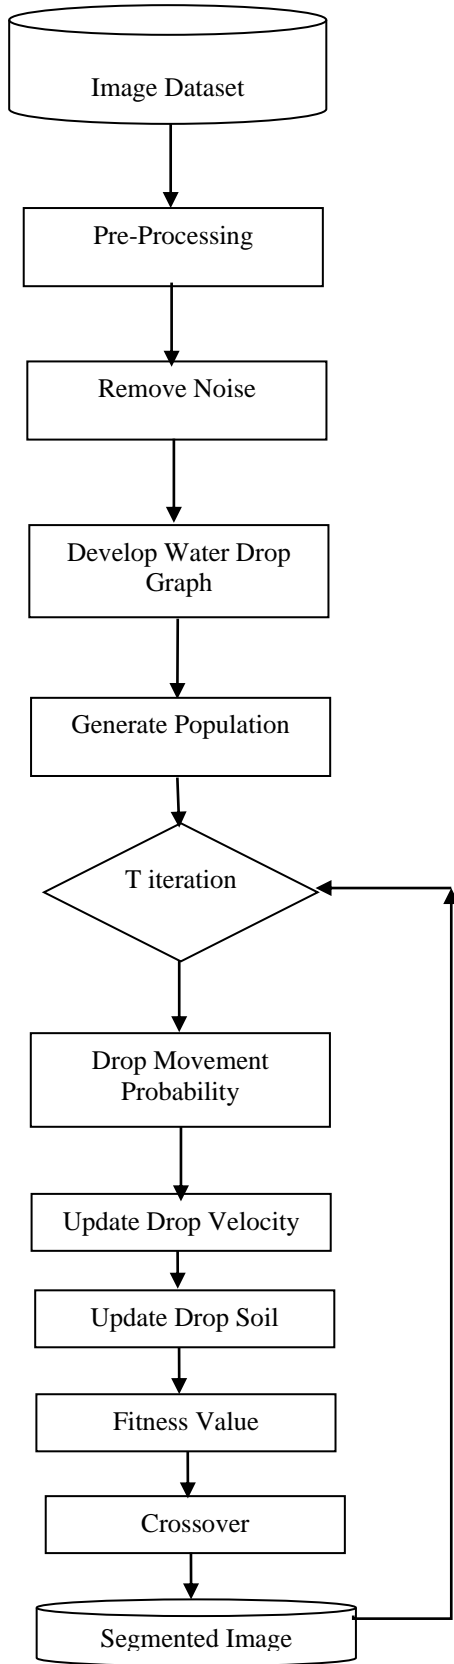 Image Dataset
Pre-Processing
Remove Noise
Develop Water Drop
Graph
Generate Population
T iteration
Drop Movement
Probability
Update Drop Velocity
Update Drop Soil
Fitness Value
Crossover
Segmented Image